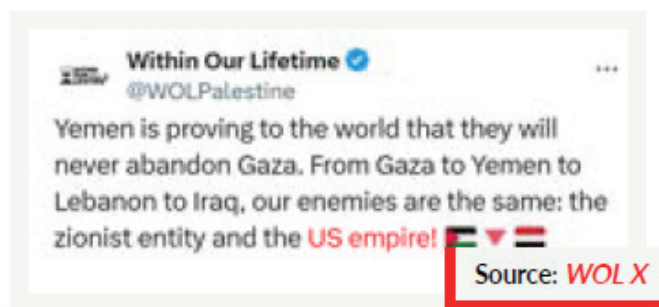 Within Our Lifetime
@WOLPalestine
Yemen is proving to the world that they will
never abandon Gaza. From Gaza to Yemen to
Lebanon to Iraq, our enemies are the same: the
zionist entity and the US empire! 🇵🇸🔻🇾🇪
Source: WOL X